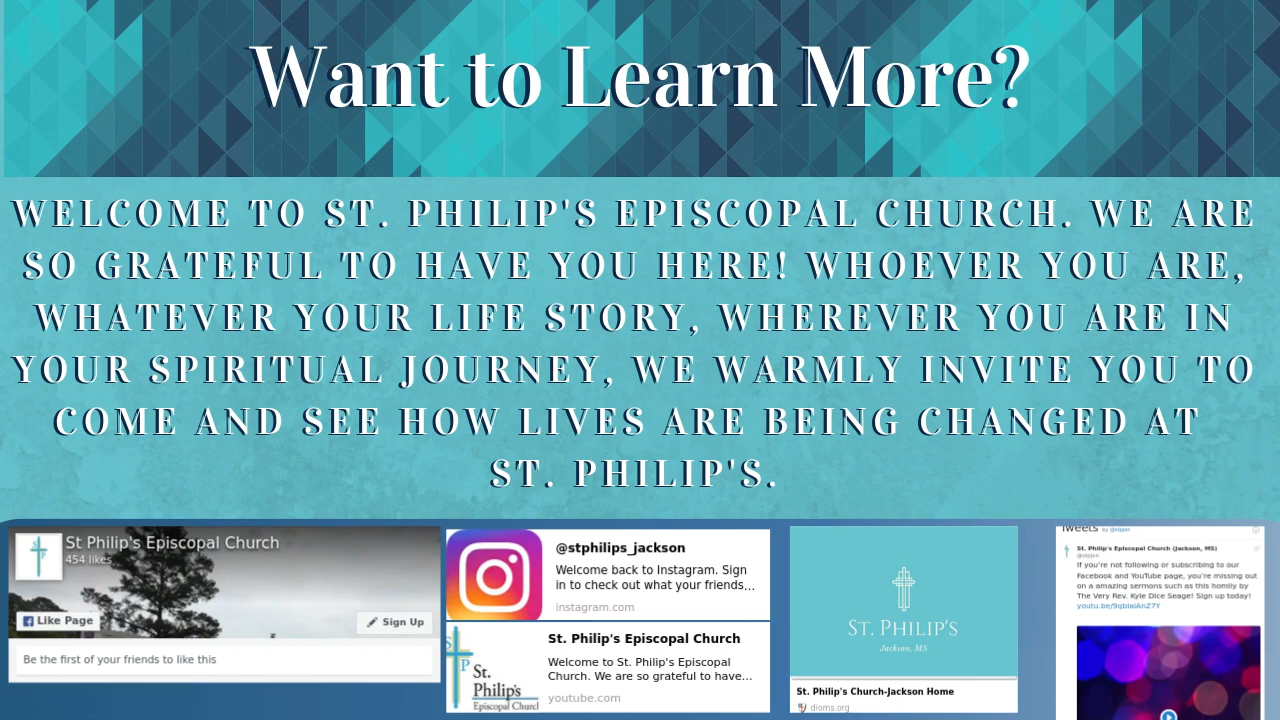 Want to Learn More?
WELCOME TO ST. PHILIP'S EPISCOPAL CHURCH. WE ARE
SO GRATEFUL TO HAVE YOU HERE! WHOEVER YOU ARE,
WHATEVER YOUR LIFE STORY, WHEREVER YOU ARE IN
YOUR SPIRITUAL JOURNEY, WE WARMLY INVITE YOU TO
COME AND SEE HOW LIVES ARE BEING CHANGED AT
ST. PHILIP'S.
St Philip's Episcopal Church
454 likes
Like Page
Sign Up
Be the first of your friends to like this
@stphilips_jackson
Welcome back to Instagram. Sign
in to check out what your friends...
instagram.com
St. Philip's Episcopal Church
Welcome to St. Philip's Episcopal
Church. We are so grateful to have...
youtube.com
St.
Philip's
Episcopal Church
ST. PHILIP'S
Jackson, MS
St. Philip's Church-Jackson Home
dioms.org
Tweets
St. Philip's Episcopal Church (Jackson, MS)
If you're not following or subscribing to our
Facebook and YouTube page, you're missing out
on a amazing sermons such as this homily by
The Very Rev. Kyle Dice Seage! Sign up today!